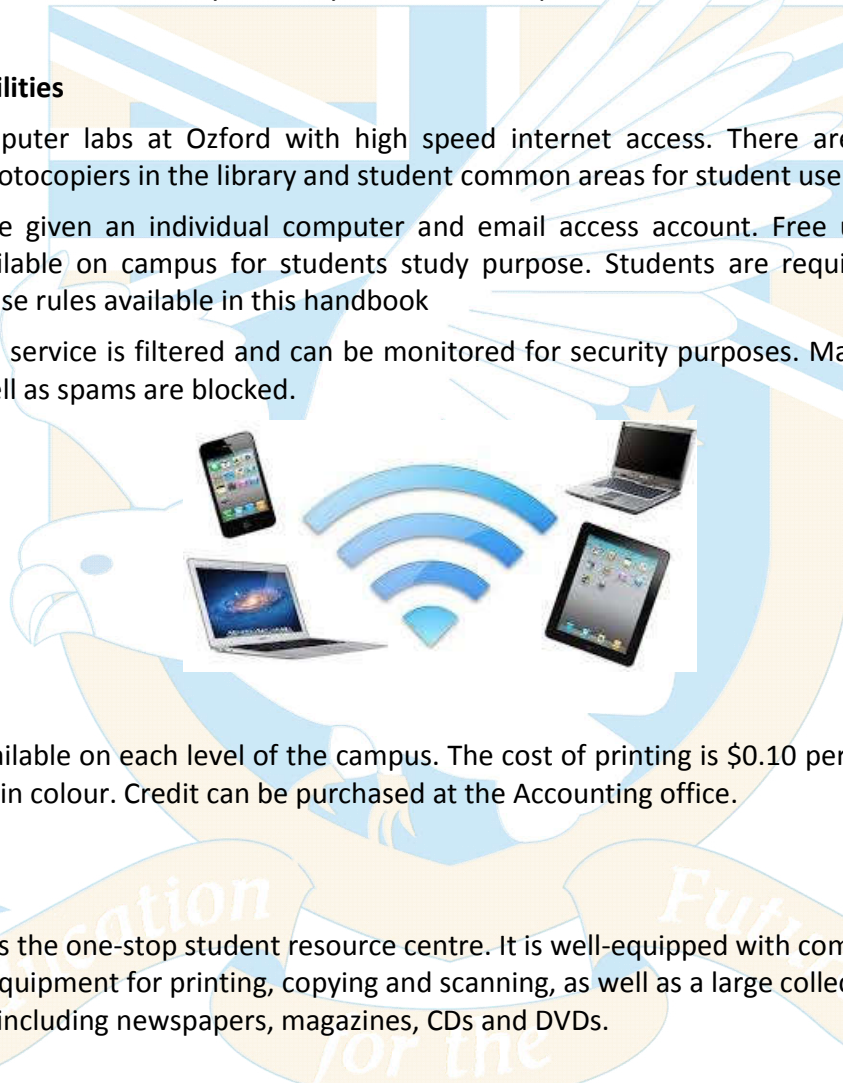 ilities
puter labs at Ozford with high speed internet access. There are
otocopiers in the library and student common areas for student use
e given an individual computer and email access account. Free u
ilable on campus for students study purpose. Students are requi
se rules available in this handbook
service is filtered and can be monitored for security purposes. Ma
ell as spams are blocked.
ailable on each level of the campus. The cost of printing is $0.10 per
in colour. Credit can be purchased at the Accounting office.
ucation
Futur
s the one-stop student resource centre. It is well-equipped with com
quipment for printing, copying and scanning, as well as a large collec
including newspapers, magazines, CDs and DVDs.
for the